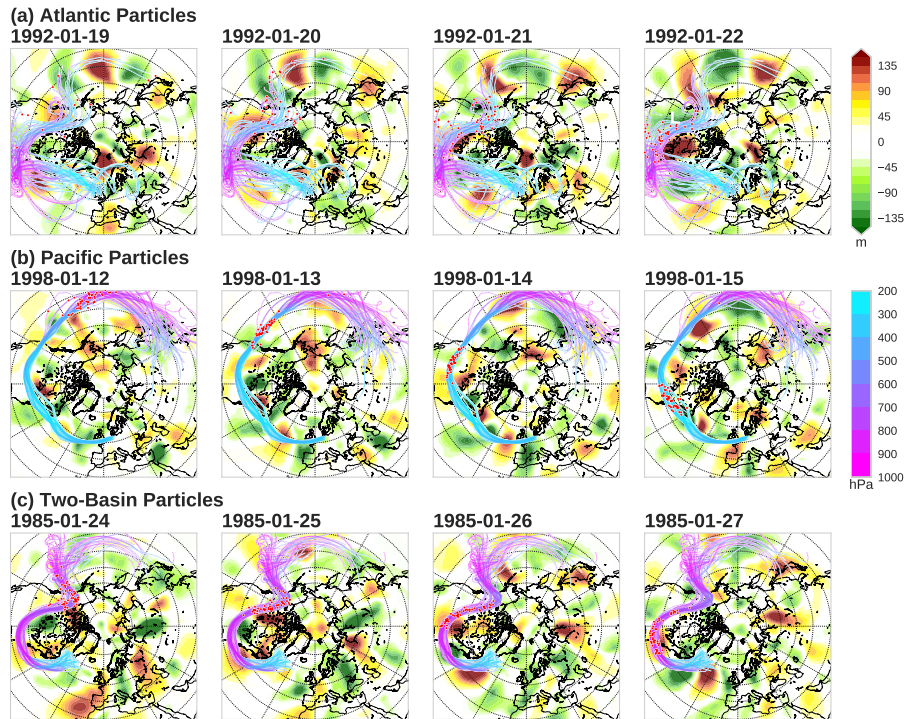 (a) Atlantic Particles
1992-01-19 1992-01-20 1992-01-21 1992-01-22
135
90
45
0
−45
−90
−135
m
(b) Pacific Particles
1998-01-12 1998-01-13 1998-01-14 1998-01-15
200
300
400
500
600
700
800
900
1000
hPa
(c) Two-Basin Particles
1985-01-24 1985-01-25 1985-01-26 1985-01-27